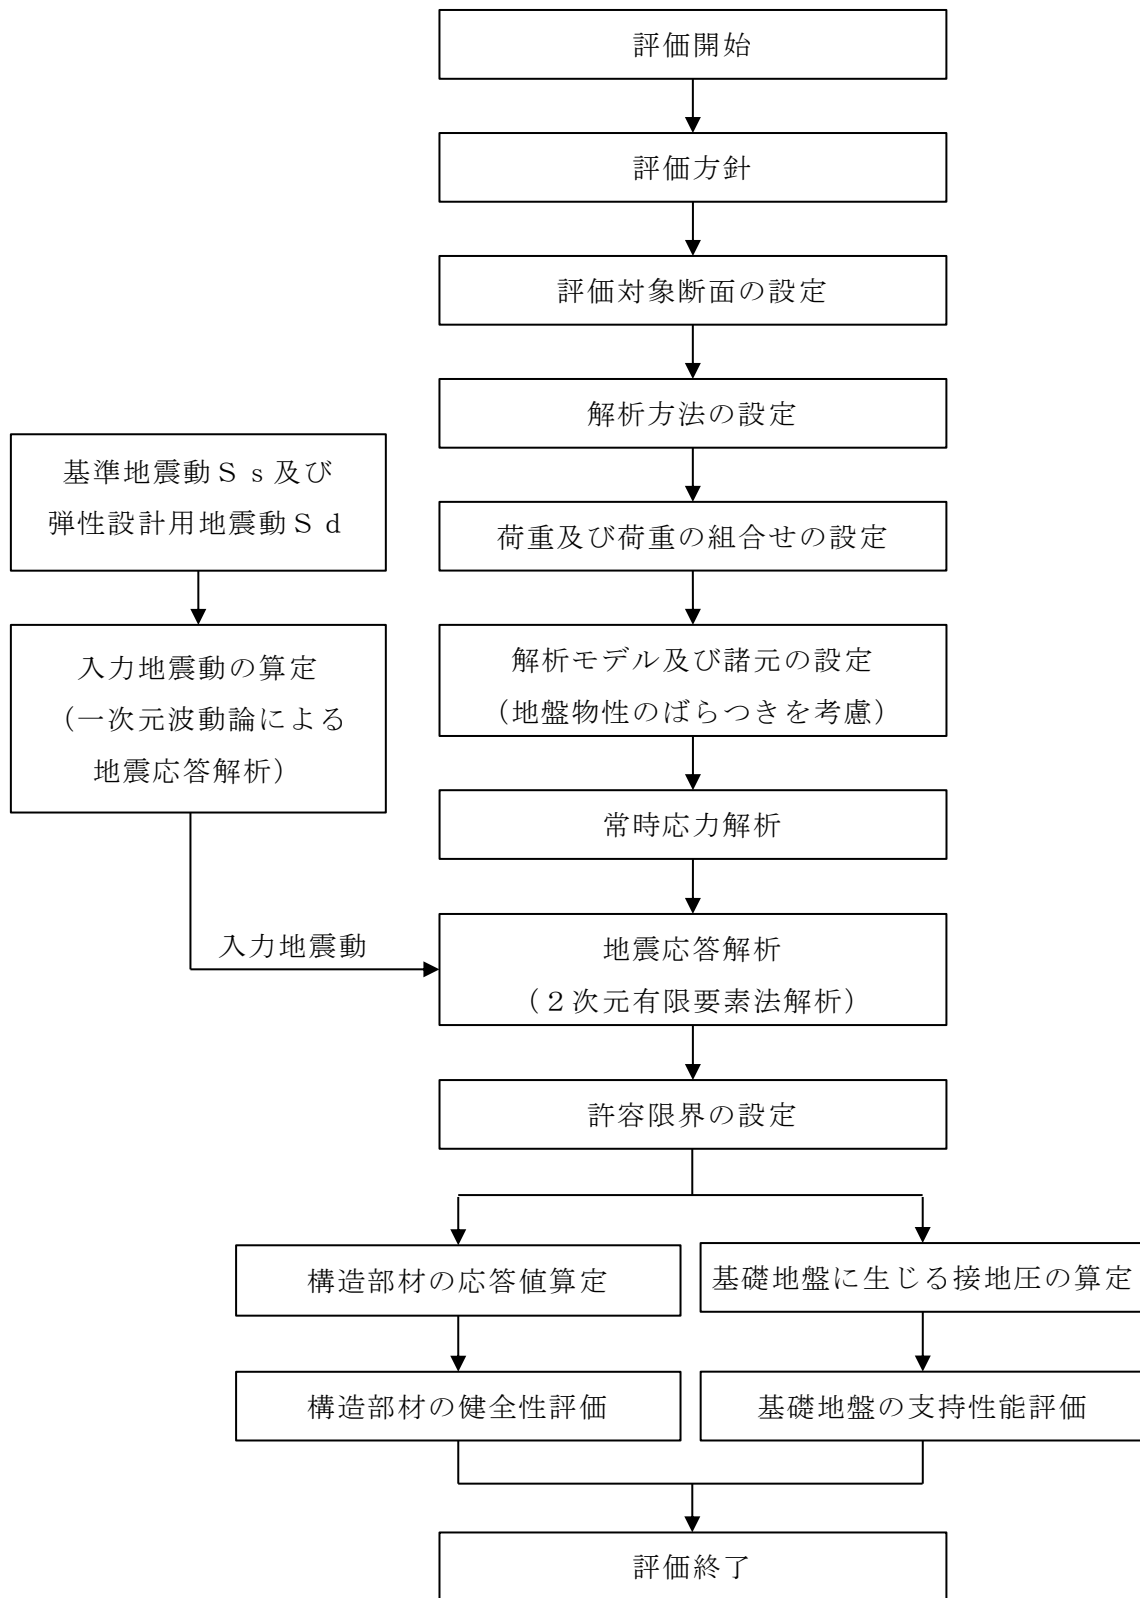 評価開始
評価方針
評価対象断面の設定
解析方法の設定
基準地震動Ｓｓ及び
弾性設計用地震動Ｓｄ
荷重及び荷重の組合せの設定
入力地震動の算定
（一次元波動論による
地震応答解析）
解析モデル及び諸元の設定
（地盤物性のばらつきを考慮）
常時応力解析
入力地震動
地震応答解析
（２次元有限要素法解析）
許容限界の設定
構造部材の応答値算定
基礎地盤に生じる接地圧の算定
構造部材の健全性評価
基礎地盤の支持性能評価
評価終了